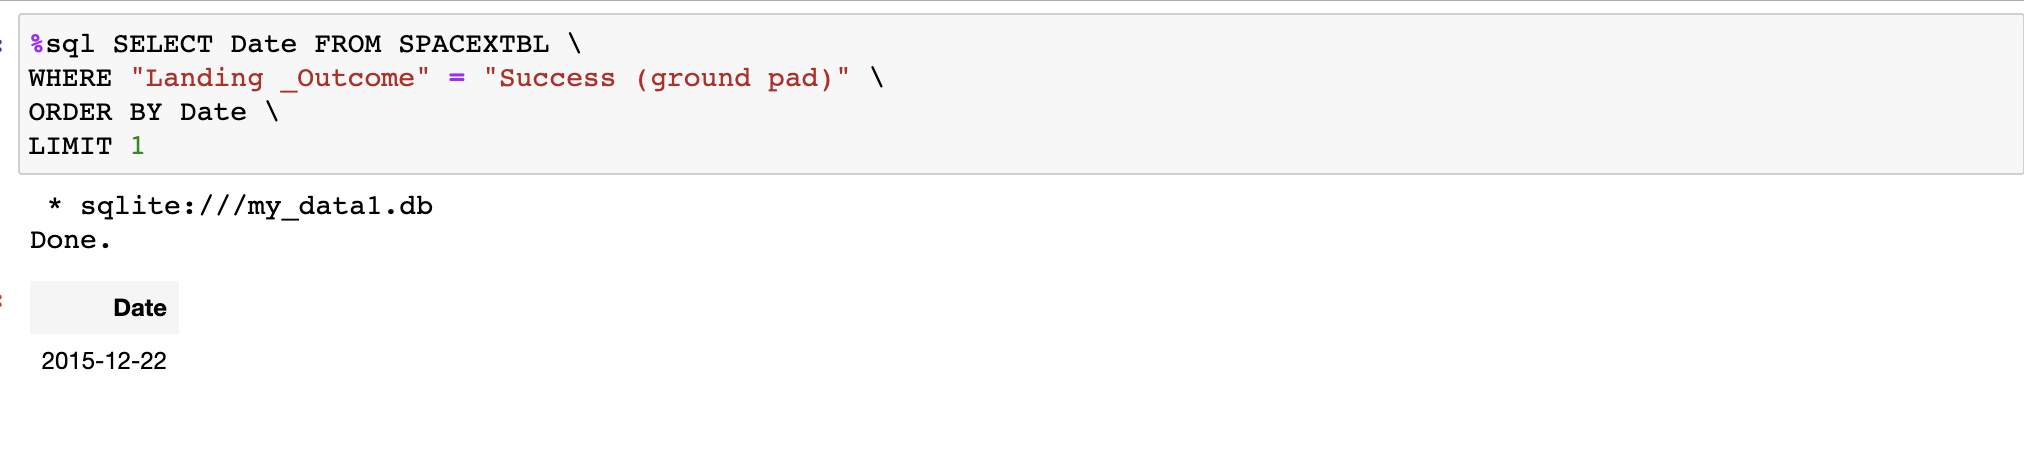 %sql SELECT Date FROM SPACEXTBL \
WHERE "Landing _Outcome" = "Success (ground pad)" \
ORDER BY Date \
LIMIT 1
* sqlite:///my_data1.db
Done.
Date
2015-12-22